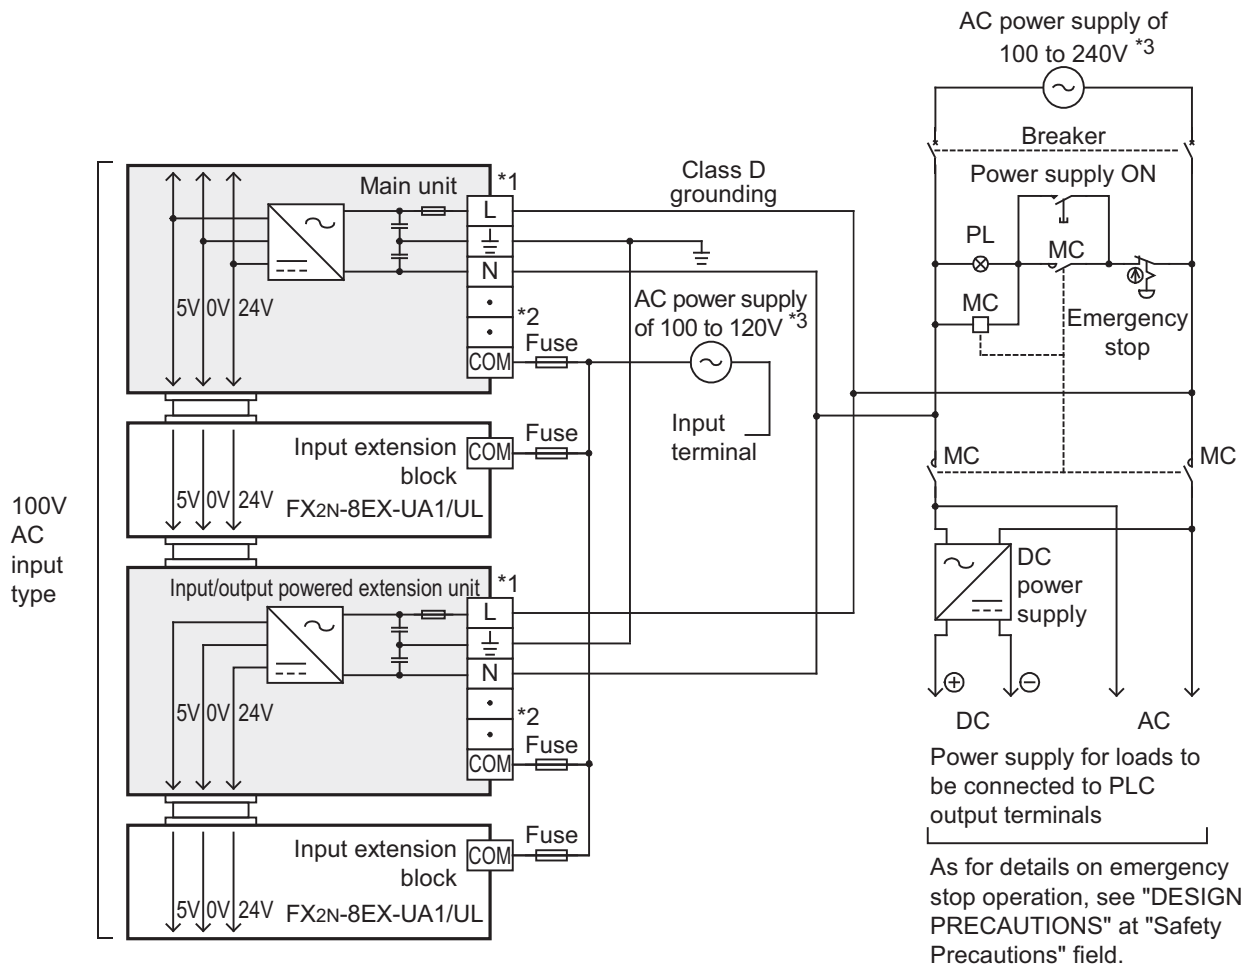 AC power supply of
100 to 240V *3
Breaker
Power supply ON
PL
MC
MC
Emergency
stop
MC
MC
DC
power
supply
⊕
⊖
DC
AC
Power supply for loads to
be connected to PLC
output terminals
As for details on emergency
stop operation, see "DESIGN
PRECAUTIONS" at "Safety
Precautions" field.
Class D
grounding
AC power supply
of 100 to 120V *3
Input
terminal
100V
AC
input
type
Main unit
*1
L
N
*2
COM
Fuse
5V 0V 24V
Input extension
block
FX2N-8EX-UA1/UL
COM
Fuse
5V 0V 24V
Input/output powered extension unit
*1
L
N
*2
COM
Fuse
5V 0V 24V
Input extension
block
FX2N-8EX-UA1/UL
COM
Fuse
5V 0V 24V